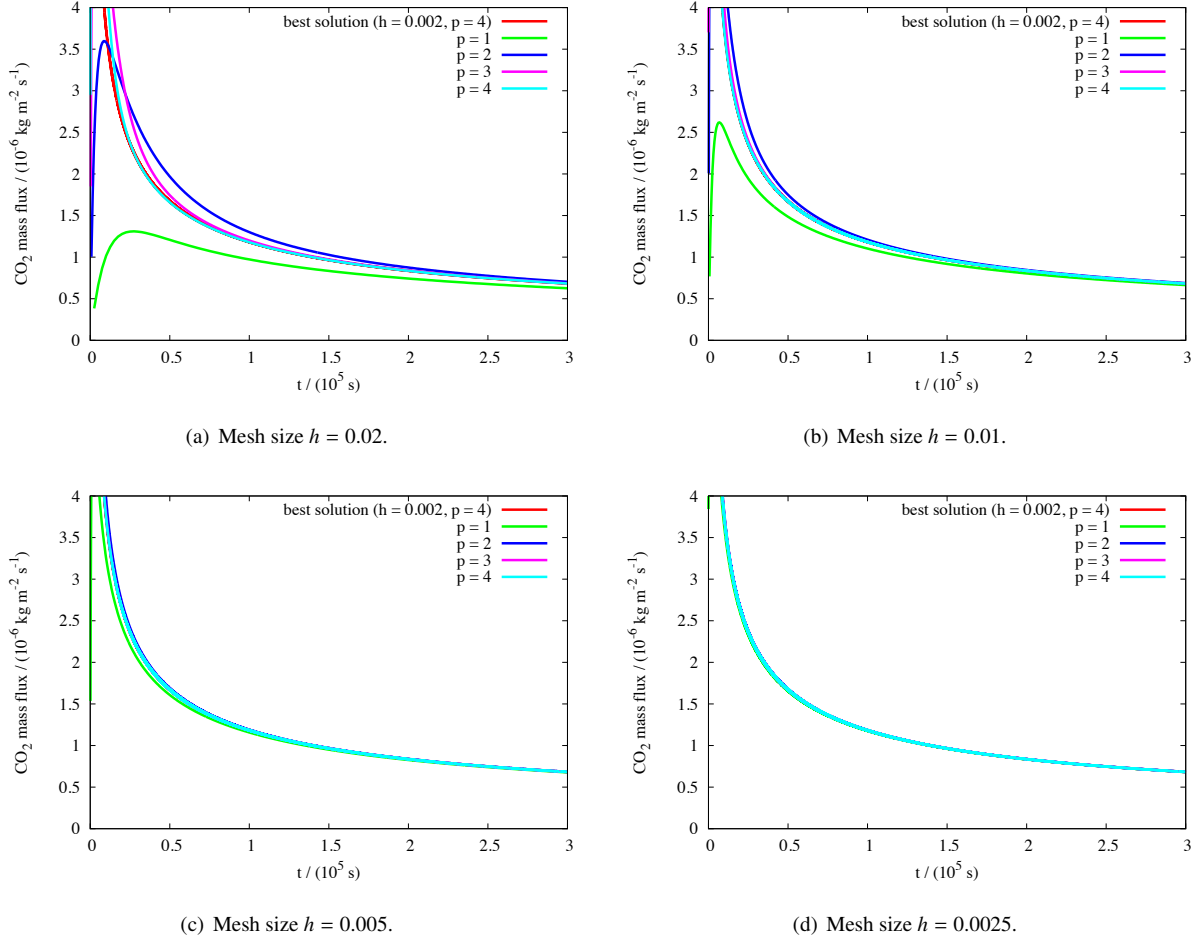 CO2 mass flux / (10-6 kg m-2 s-1)
4
3.5
3
2.5
2
1.5
1
0.5
0
best solution (h = 0.002, p = 4)
p = 1
p = 2
p = 3
p = 4
0 0.5 1 1.5 2 2.5 3
t / (10^5 s)
(a) Mesh size h = 0.02.
CO2 mass flux / (10-6 kg m-2 s-1)
4
3.5
3
2.5
2
1.5
1
0.5
0
best solution (h = 0.002, p = 4)
p = 1
p = 2
p = 3
p = 4
0 0.5 1 1.5 2 2.5 3
t / (10^5 s)
(b) Mesh size h = 0.01.
CO2 mass flux / (10-6 kg m-2 s-1)
4
3.5
3
2.5
2
1.5
1
0.5
0
best solution (h = 0.002, p = 4)
p = 1
p = 2
p = 3
p = 4
0 0.5 1 1.5 2 2.5 3
t / (10^5 s)
(c) Mesh size h = 0.005.
CO2 mass flux / (10-6 kg m-2 s-1)
4
3.5
3
2.5
2
1.5
1
0.5
0
best solution (h = 0.002, p = 4)
p = 1
p = 2
p = 3
p = 4
0 0.5 1 1.5 2 2.5 3
t / (10^5 s)
(d) Mesh size h = 0.0025.